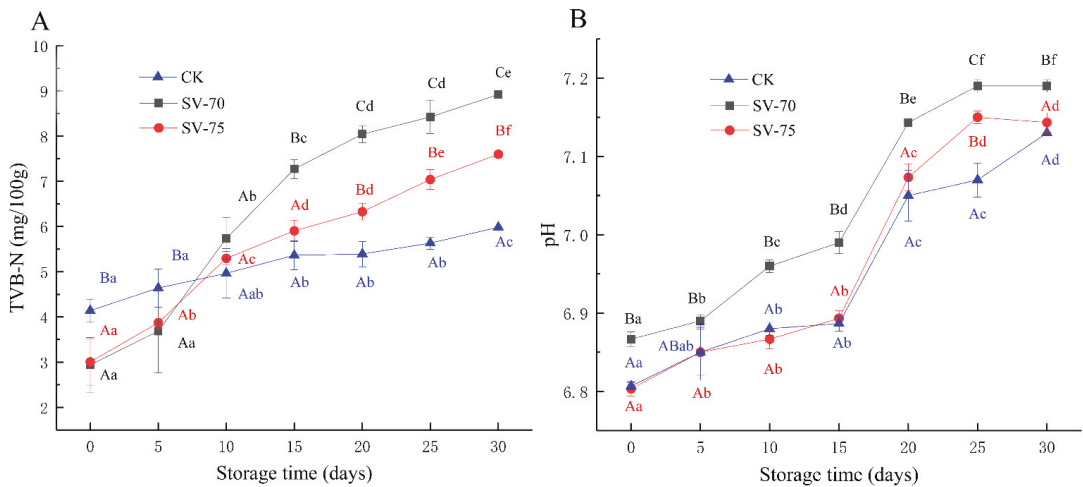 A
TVB-N (mg/100g)
10
9
8
7
6
5
4
3
2
CK
SV-70
SV-75
Ba
Ba
Aa
Aa
Ab
Aa
Ab
Ac
Aab
Bc
Ad
Ab
Cd
Bd
Ab
Cd
Be
Ab
Ce
Bf
Ac
0 5 10 15 20 25 30
Storage time (days)
B
pH
7.2
7.1
7.0
6.9
6.8
CK
SV-70
SV-75
Ba
Aa
Aa
Bb
ABab
Ab
Bc
Ab
Ab
Bd
Ab
Ab
Be
Ac
Ac
Cf
Bd
Ac
Bf
Ad
Ad
0 5 10 15 20 25 30
Storage time (days)